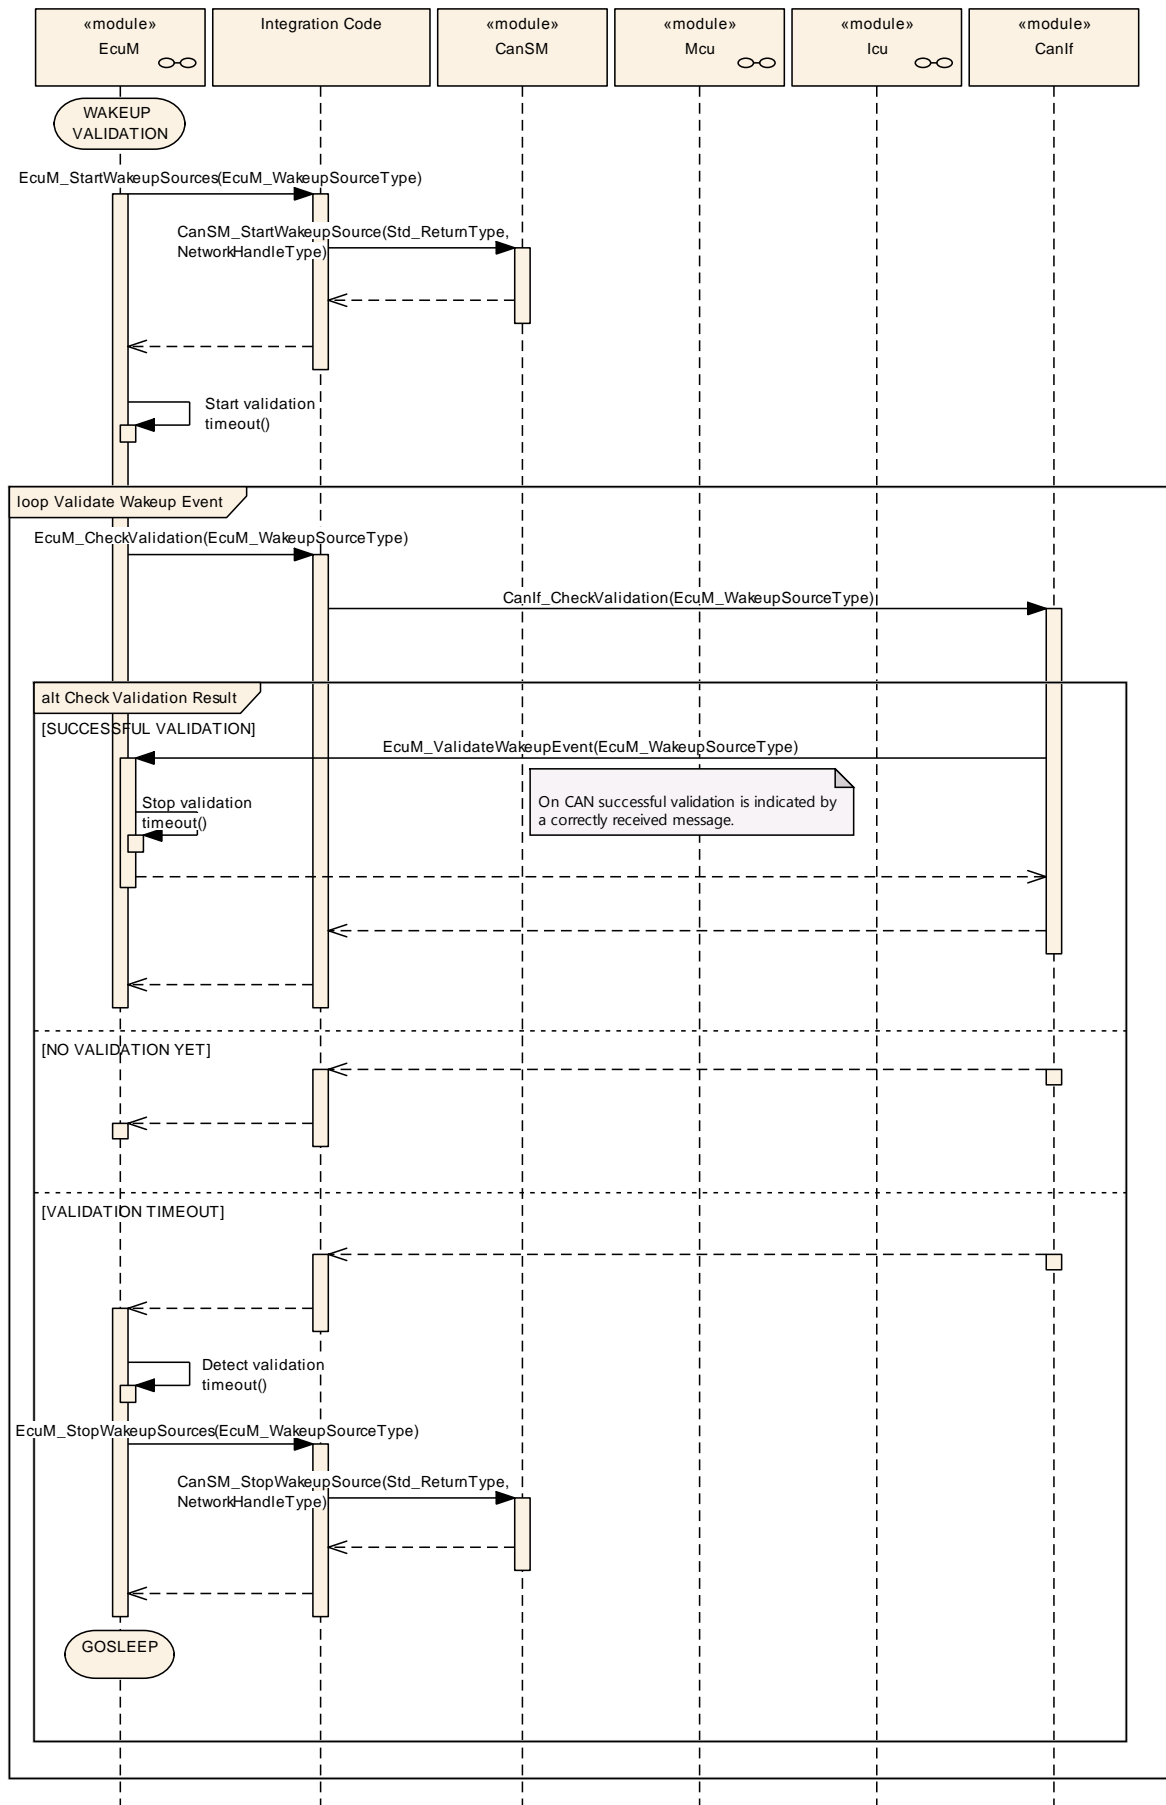 «module»
EcuM
Integration Code
«module»
CanSM
«module»
Mcu
«module»
Icu
«module»
CanIf
WAKEUP
VALIDATION
EcuM_StartWakeupSources(EcuM_WakeupSourceType)
CanSM_StartWakeupSource(Std_ReturnType,
NetworkHandleType)
Start validation
timeout()
loop Validate Wakeup Event
EcuM_CheckValidation(EcuM_WakeupSourceType)
CanIf_CheckValidation(EcuM_WakeupSourceType)
alt Check Validation Result
[SUCCESSFUL VALIDATION]
EcuM_ValidateWakeupEvent(EcuM_WakeupSourceType)
On CAN successful validation is indicated by
a correctly received message.
Stop validation
timeout()
[NO VALIDATION YET]
[VALIDATION TIMEOUT]
Detect validation
timeout()
EcuM_StopWakeupSources(EcuM_WakeupSourceType)
CanSM_StopWakeupSource(Std_ReturnType,
NetworkHandleType)
GOSLEEP